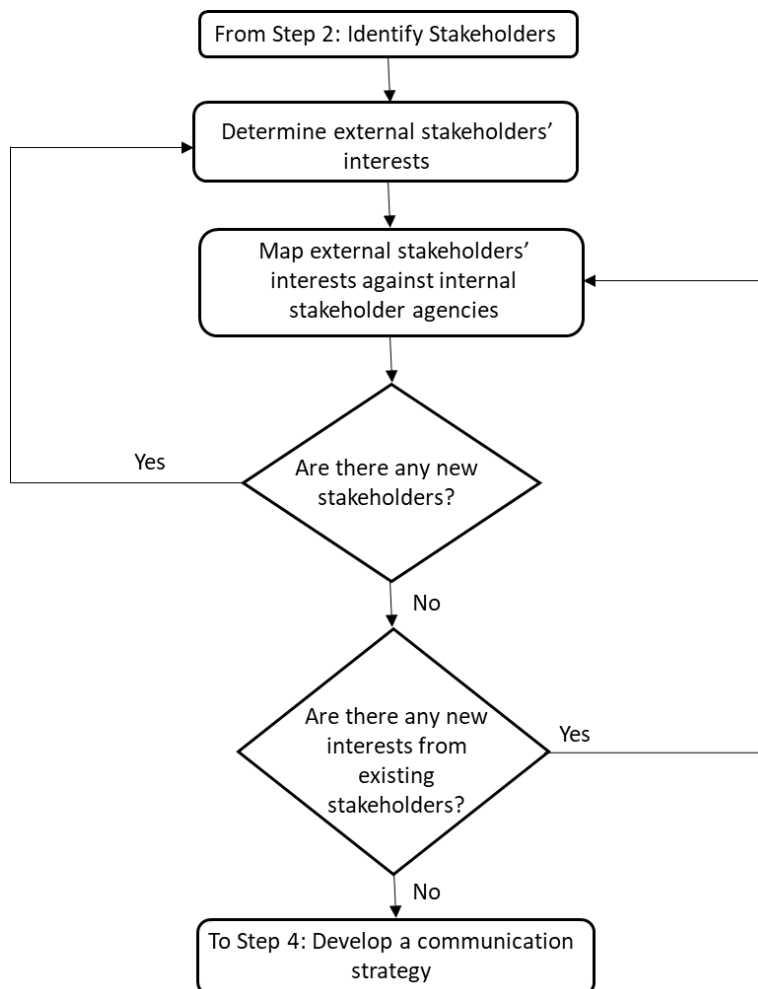 From Step 2: Identify Stakeholders
Determine external stakeholders’
interests
Map external stakeholders’
interests against internal
stakeholder agencies
Yes
Are there any new
stakeholders?
No
Are there any new
interests from
existing
stakeholders?
Yes
No
To Step 4: Develop a communication
strategy